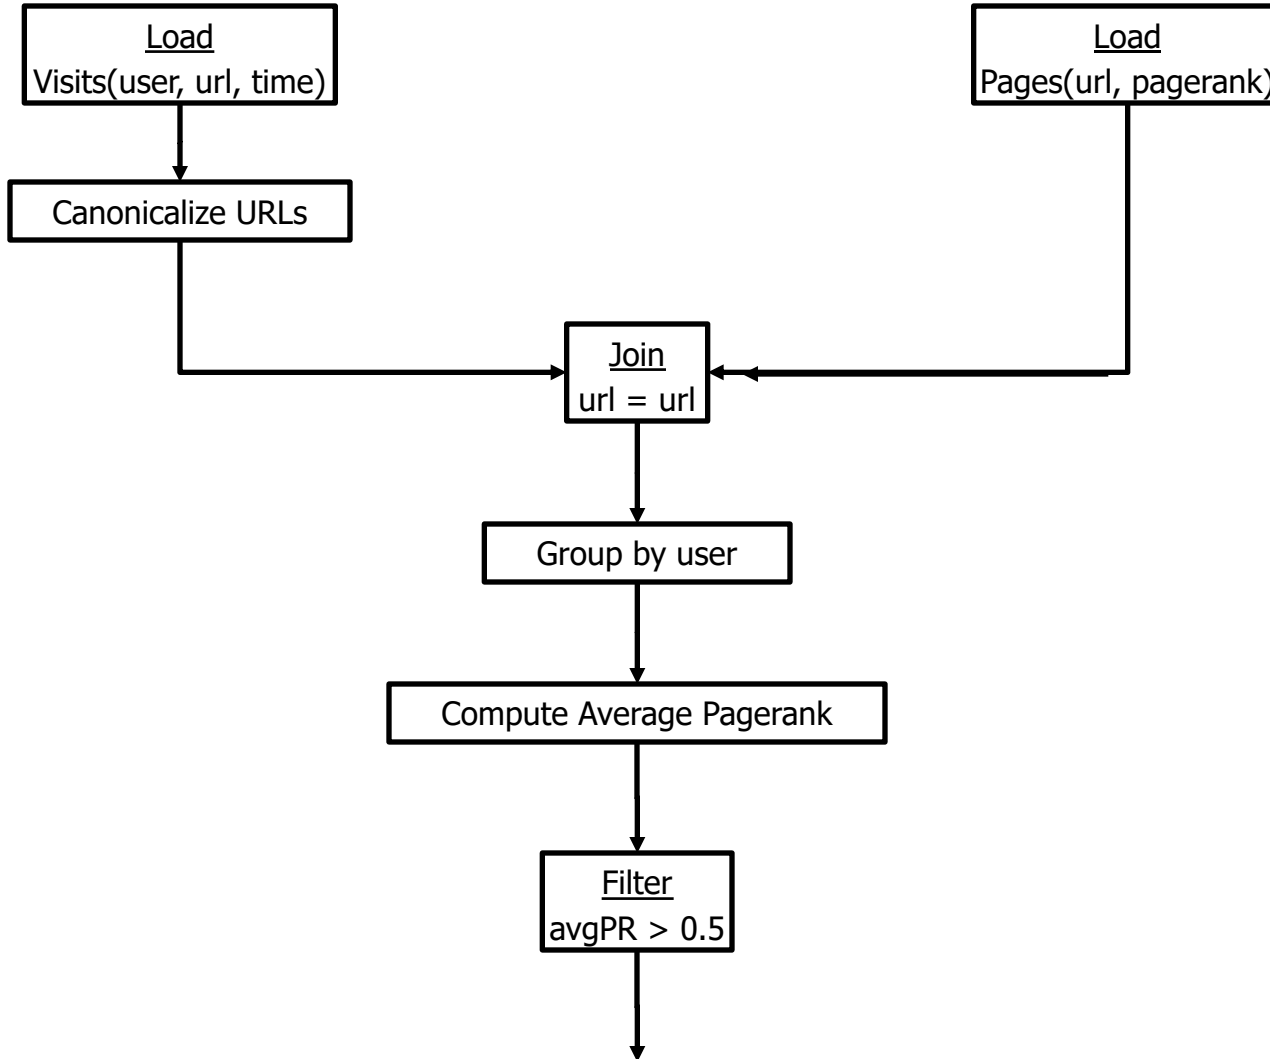 Load
Visits(user, url, time)
Load
Pages(url, pagerank)
Canonicalize URLs
Join
url = url
Group by user
Compute Average Pagerank
Filter
avgPR > 0.5